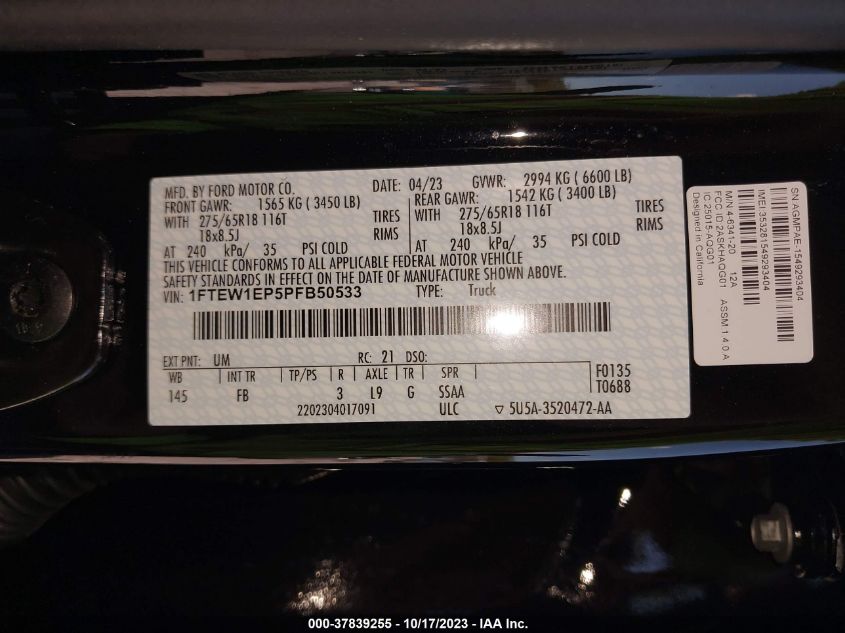 MFD. BY FORD MOTOR CO. DATE: 04/23 GVWR: 2994 KG ( 6600 LB)
FRONT GAWR: 1565 KG ( 3450 LB) REAR GAWR: 1542 KG ( 3400 LB)
WITH 275/65R18 116T TIRES WITH 275/65R18 116T TIRES
18x8.5J RIMS 18x8.5J RIMS
AT 240 kPa/ 35 PSI COLD AT 240 kPa/ 35 PSI COLD
THIS VEHICLE CONFORMS TO ALL APPLICABLE FEDERAL MOTOR VEHICLE
SAFETY STANDARDS IN EFFECT ON THE DATE OF MANUFACTURE SHOWN ABOVE.
VIN: 1FTEW1EP5PFB50533 TYPE: Truck
EXT PNT: UM RC: 21 DSO:
WB INT TR TP/PS R AXLE TR SPR F0135
145 FB 3 L9 G SSAA T0688
2202304017091 ULC ▽ 5U5A-3520472-AA
SN:AGMPAE:1549293404
IMEI:353281549293404
M/N 4-6341-20 12A ASSM 1 4 0 A
FCC ID:2ASKHAQG01
IC:25015-AQG01
Designed in California
000-37839255 - 10/17/2023 - IAA Inc.